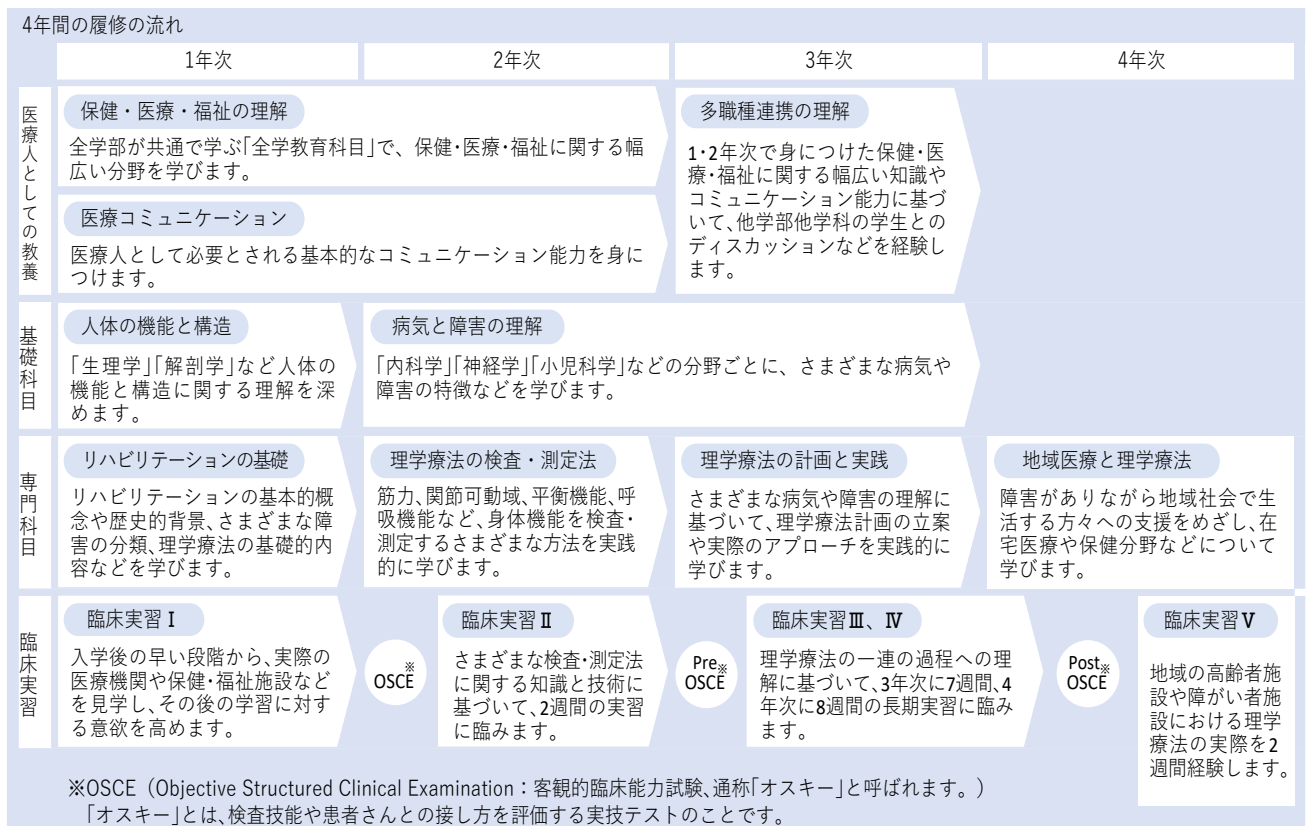 4年間の履修の流れ
1年次
2年次
3年次
4年次
医療人としての教養
保健・医療・福祉の理解
全学部が共通で学ぶ「全学教育科目」で、保健・医療・福祉に関する幅
広い分野を学びます。
医療コミュニケーション
医療人として必要とされる基本的なコミュニケーション能力を身に
つけます。
多職種連携の理解
1・2年次で身につけた保健・医
療・福祉に関する幅広い知識や
コミュニケーション能力に基づ
いて、他学部他学科の学生との
ディスカッションなどを経験し
ます。
基礎科目
人体の機能と構造
「生理学」「解剖学」など人体の
機能と構造に関する理解を深
めます。
病気と障害の理解
「内科学」「神経学」「小児科学」などの分野ごとに、さまざまな病気や
障害の特徴などを学びます。
専門科目
リハビリテーションの基礎
リハビリテーションの基本的概
念や歴史的背景、さまざまな障
害の分類、理学療法の基礎的内
容などを学びます。
理学療法の検査・測定法
筋力、関節可動域、平衡機能、呼
吸機能など、身体機能を検査・
測定するさまざまな方法を実践
的に学びます。
理学療法の計画と実践
さまざまな病気や障害の理解に
基づいて、理学療法計画の立案
や実際のアプローチを実践的に
学びます。
地域医療と理学療法
障害がありながら地域社会で生
活する方々への支援をめざし、在
宅医療や保健分野などについて
学びます。
臨床実習
臨床実習Ⅰ
入学後の早い段階から、実際の
医療機関や保健・福祉施設など
を見学し、その後の学習に対す
る意欲を高めます。
※
OSCE
臨床実習Ⅱ
さまざまな検査・測定法
に関する知識と技術に
基づいて、2週間の実習
に臨みます。
Pre※
OSCE
臨床実習Ⅲ、Ⅳ
理学療法の一連の過程への理
解に基づいて、3年次に7週間、4
年次に8週間の長期実習に臨み
ます。
Post※
OSCE
臨床実習Ⅴ
地域の高齢者施
設や障がい者施
設における理学
療法の実際を2
週間経験します。
※OSCE（Objective Structured Clinical Examination：客観的臨床能力試験、通称「オスキー」と呼ばれます。）
「オスキー」とは、検査技能や患者さんとの接し方を評価する実技テストのことです。